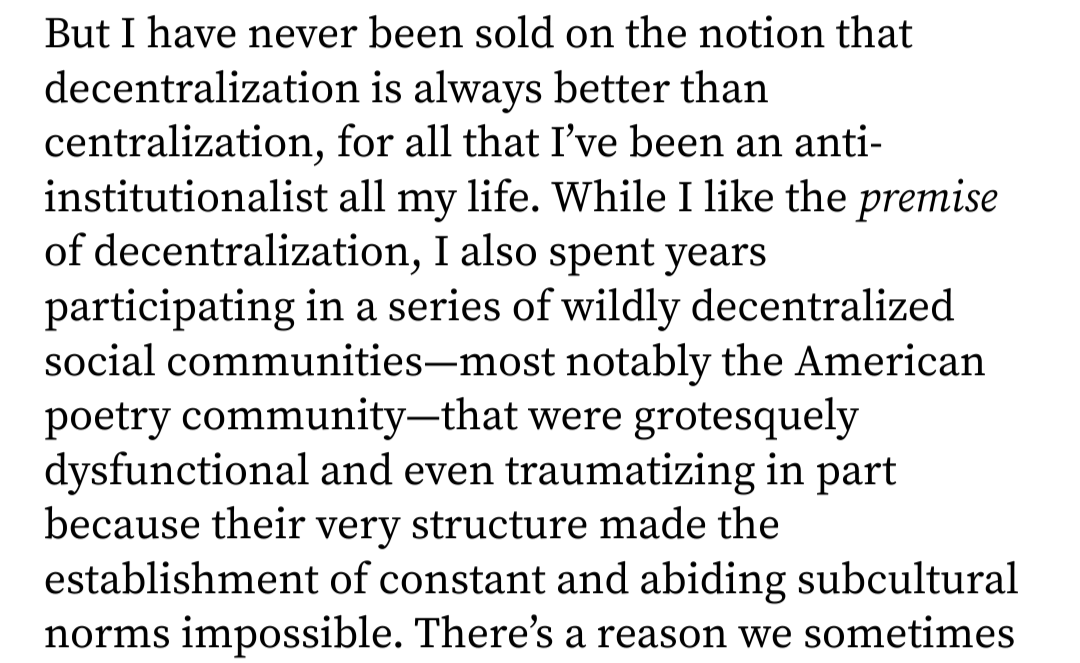 But I have never been sold on the notion that
decentralization is always better than
centralization, for all that I’ve been an anti-
institutionalist all my life. While I like the premise
of decentralization, I also spent years
participating in a series of wildly decentralized
social communities—most notably the American
poetry community—that were grotesquely
dysfunctional and even traumatizing in part
because their very structure made the
establishment of constant and abiding subcultural
norms impossible. There’s a reason we sometimes